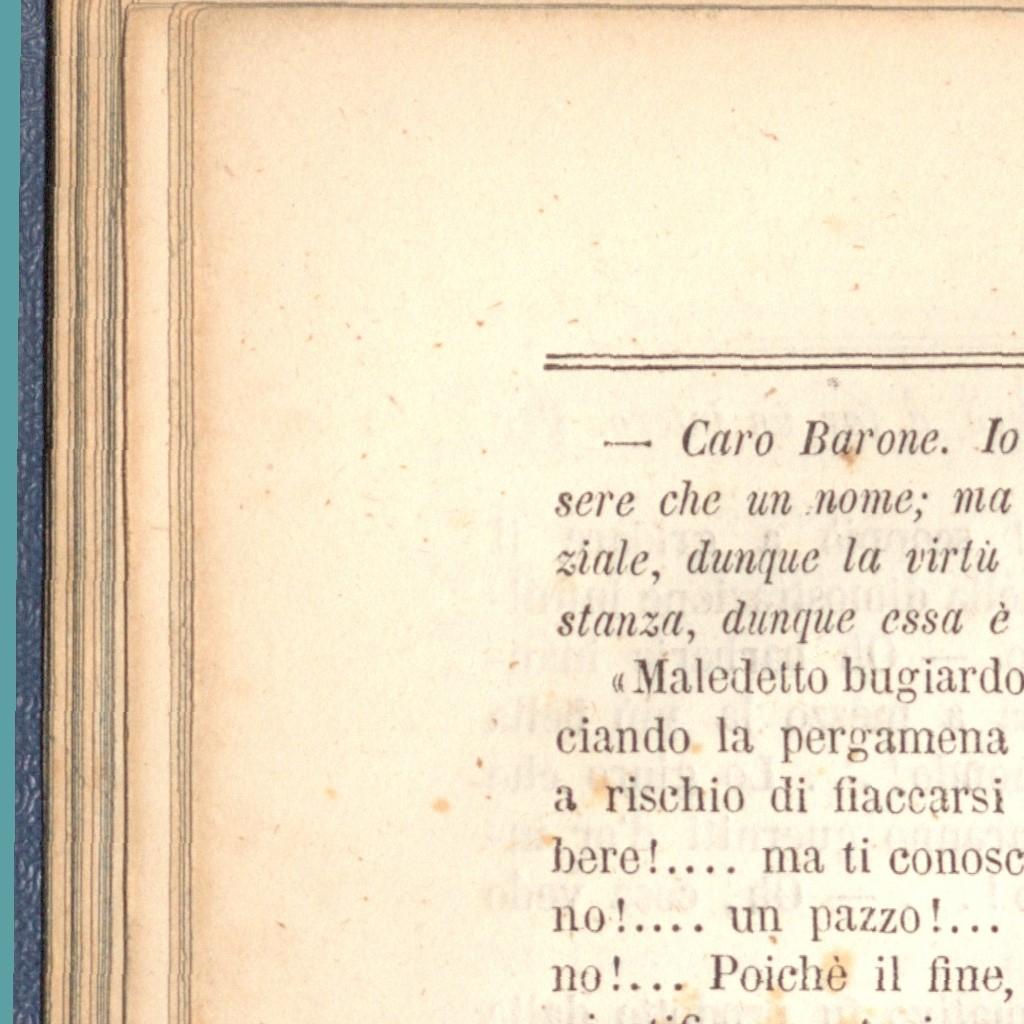 — Caro Barone. Io
sere che un nome; ma
ziale, dunque la virtù
stanza, dunque essa è
«Maledetto bugiardo
ciando la pergamena
a rischio di fiaccarsi
bere!.... ma ti conosc
no!.... un pazzo!...
no!... Poichè il fine,